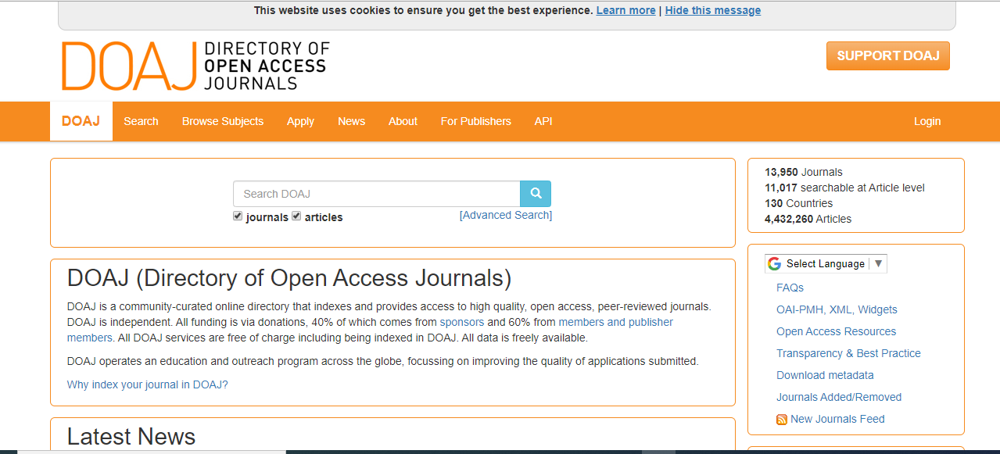 This website uses cookies to ensure you get the best experience. Learn more | Hide this message
DOAJ
DIRECTORY OF
OPEN ACCESS
JOURNALS
SUPPORT DOAJ
DOAJ Search Browse Subjects Apply News About For Publishers API Login
Search DOAJ
journals articles [Advanced Search]
13,950 Journals
11,017 searchable at Article level
130 Countries
4,432,260 Articles
DOAJ (Directory of Open Access Journals)
DOAJ is a community-curated online directory that indexes and provides access to high quality, open access, peer-reviewed journals.
DOAJ is independent. All funding is via donations, 40% of which comes from sponsors and 60% from members and publisher
members. All DOAJ services are free of charge including being indexed in DOAJ. All data is freely available.
DOAJ operates an education and outreach program across the globe, focussing on improving the quality of applications submitted.
Why index your journal in DOAJ?
Latest News
Select Language ▼
FAQs
OAI-PMH, XML, Widgets
Open Access Resources
Transparency & Best Practice
Download metadata
Journals Added/Removed
New Journals Feed